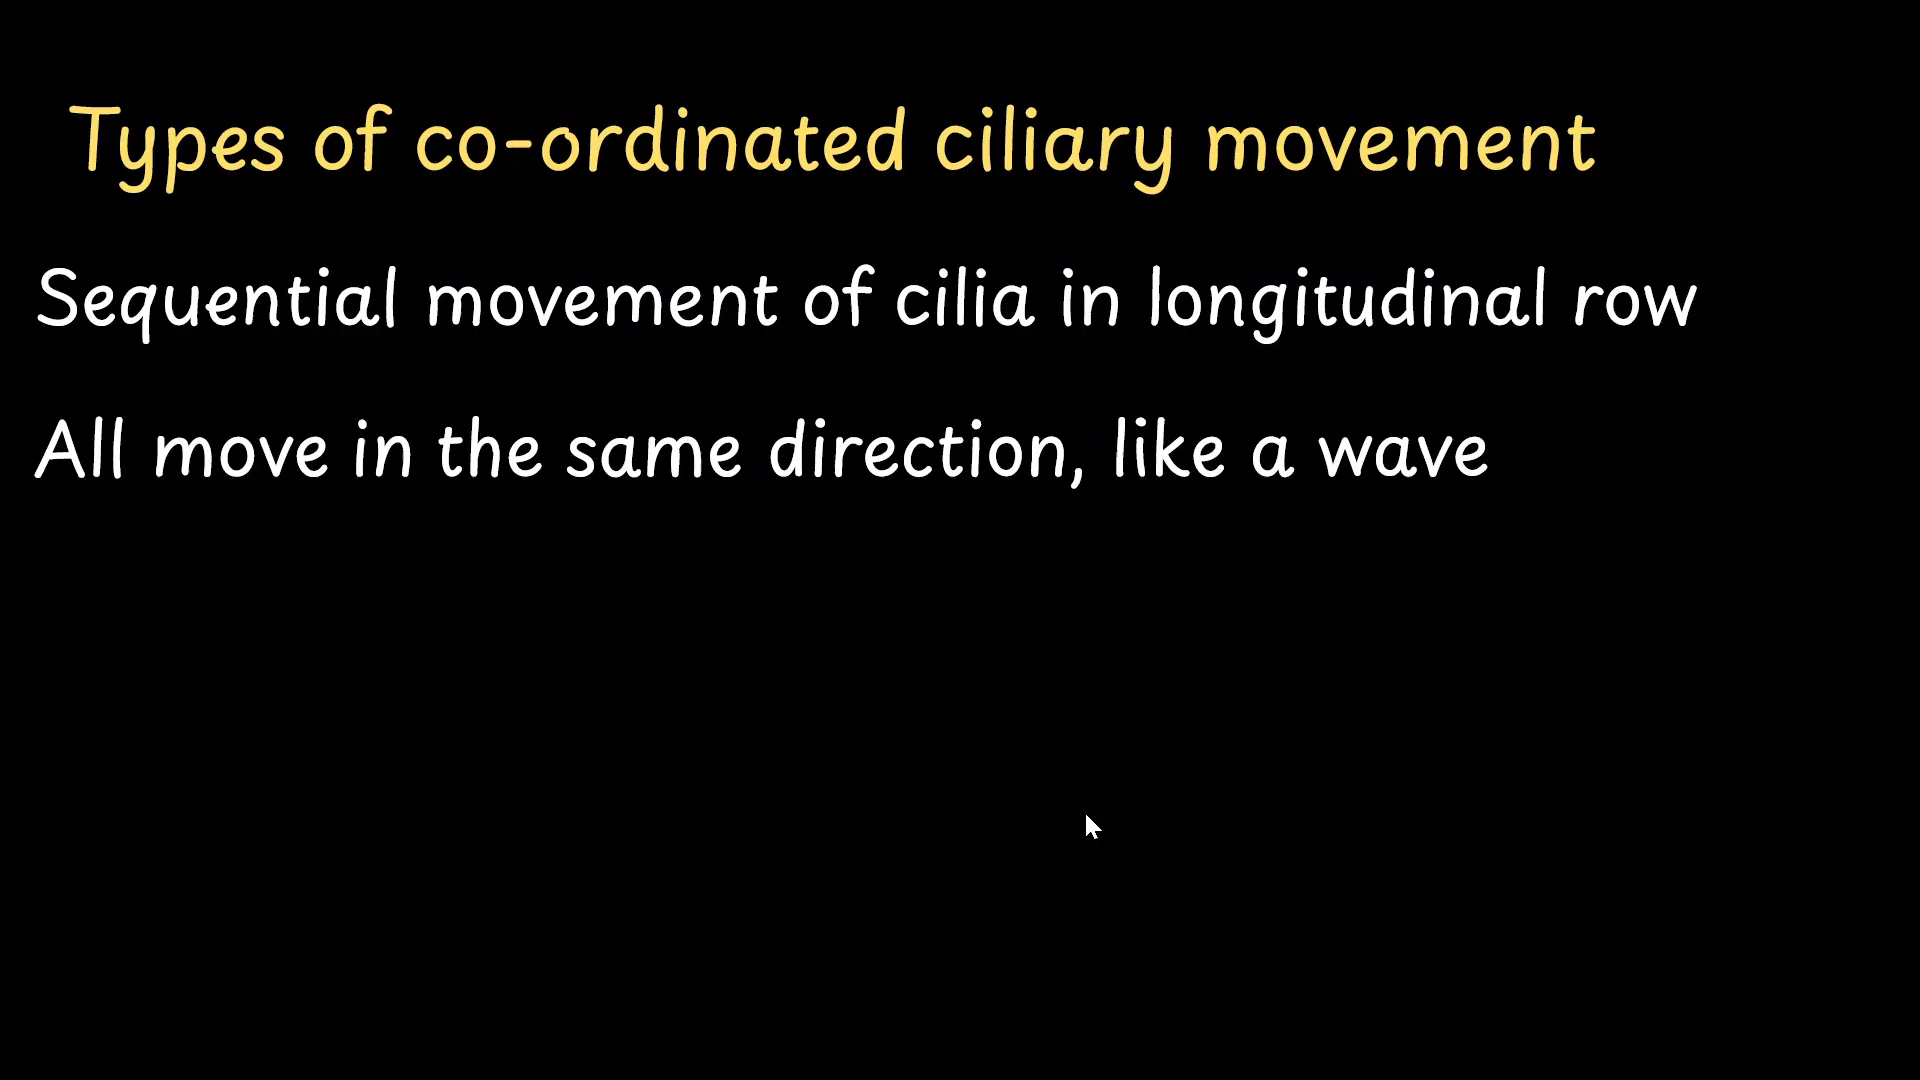 Types of co-ordinated ciliary movement
Sequential movement of cilia in longitudinal row
All move in the same direction, like a wave